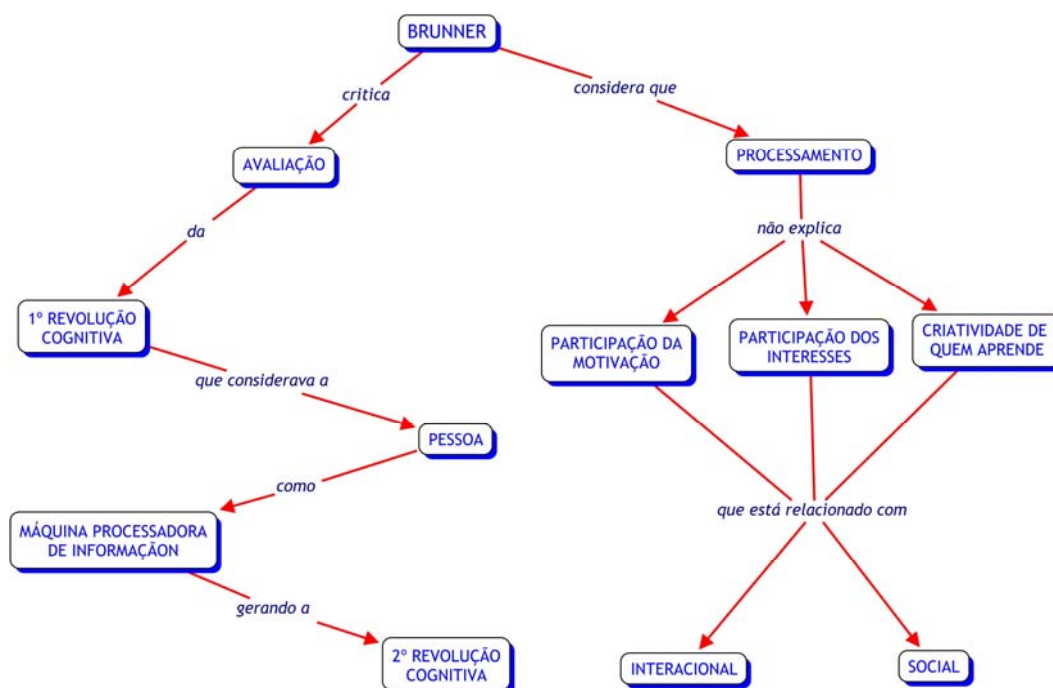 BRUNNER
critica
considera que
AVALIAÇÃO
PROCESSAMENTO
da
não explica
1º REVOLUÇÃO
COGNITIVA
PARTICIPAÇÃO DA
MOTIVAÇÃO
PARTICIPAÇÃO DOS
INTERESSES
CRIATIVIDADE DE
QUEM APRENDE
que considerava a
PESSOA
como
que está relacionado com
MÁQUINA PROCESSADORA
DE INFORMAÇÃON
gerando a
2º REVOLUÇÃO
COGNITIVA
INTERACIONAL
SOCIAL